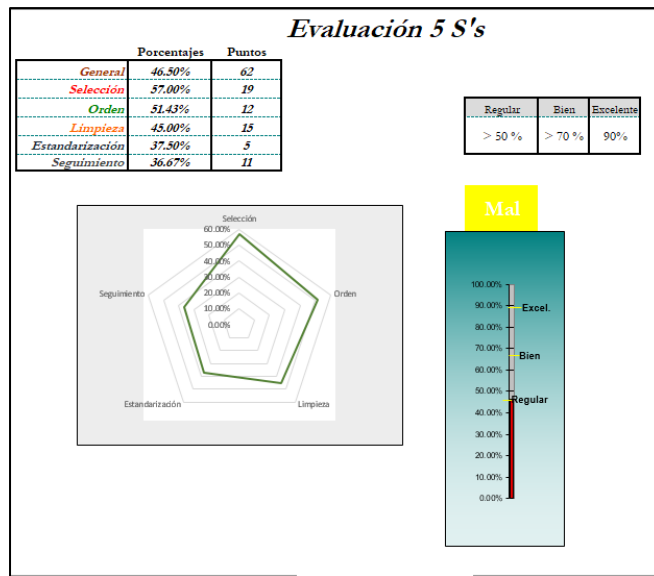 Evaluación 5 S's
Porcentajes Puntos
General 46.50% 62
Selección 57.00% 19
Orden 51.43% 12
Limpieza 45.00% 15
Estandarización 37.50% 5
Seguimiento 36.67% 11
Regular Bien Excelente
> 50 % > 70 % 90%
Mal
Selección
60.00%
50.00%
40.00%
30.00%
20.00%
10.00%
0.00%
Seguimiento
Orden
Estandarización
Limpieza
100.00%
90.00%
Excel.
80.00%
70.00%
Bien
60.00%
50.00%
Regular
40.00%
30.00%
20.00%
10.00%
0.00%